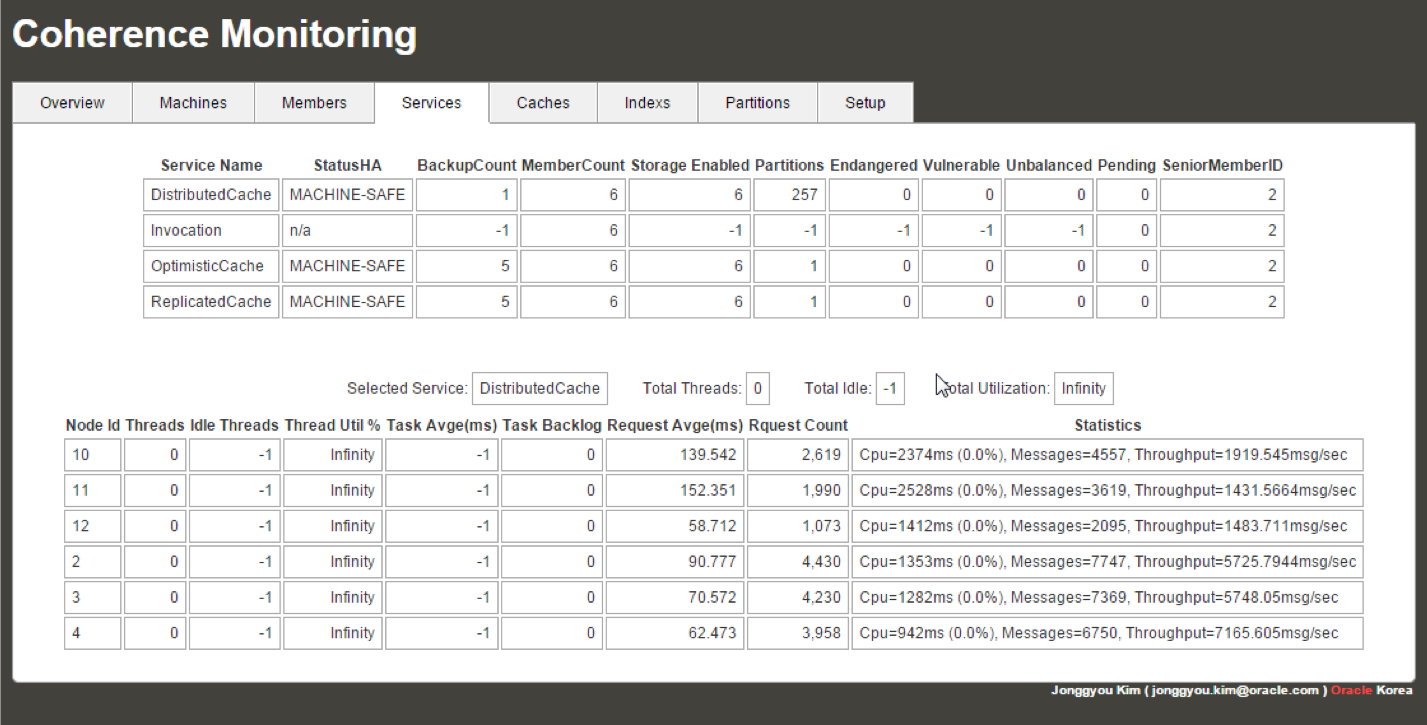 Coherence Monitoring
Overview Machines Members Services Caches Indexs Partitions Setup
Service Name StatusHA BackupCount MemberCount Storage Enabled Partitions Endangered Vulnerable Unbalanced Pending SeniorMemberID
DistributedCache MACHINE-SAFE 1 6 6 257 0 0 0 0 2
Invocation n/a -1 6 -1 -1 -1 -1 -1 0 2
OptimisticCache MACHINE-SAFE 5 6 6 1 0 0 0 0 2
ReplicatedCache MACHINE-SAFE 5 6 6 1 0 0 0 0 2
Selected Service: DistributedCache Total Threads: 0 Total Idle: -1 Total Utilization: Infinity
Node Id Threads Idle Threads Thread Util % Task Avge(ms) Task Backlog Request Avge(ms) Rquest Count Statistics
10 0 -1 Infinity -1 0 139.542 2,619 Cpu=2374ms (0.0%), Messages=4557, Throughput=1919.545msg/sec
11 0 -1 Infinity -1 0 152.351 1,990 Cpu=2528ms (0.0%), Messages=3619, Throughput=1431.5664msg/sec
12 0 -1 Infinity -1 0 58.712 1,073 Cpu=1412ms (0.0%), Messages=2095, Throughput=1483.711msg/sec
2 0 -1 Infinity -1 0 90.777 4,430 Cpu=1353ms (0.0%), Messages=7747, Throughput=5725.7944msg/sec
3 0 -1 Infinity -1 0 70.572 4,230 Cpu=1282ms (0.0%), Messages=7369, Throughput=5748.05msg/sec
4 0 -1 Infinity -1 0 62.473 3,958 Cpu=942ms (0.0%), Messages=6750, Throughput=7165.605msg/sec
Jonggyou Kim ( jonggyou.kim@oracle.com ) Oracle Korea